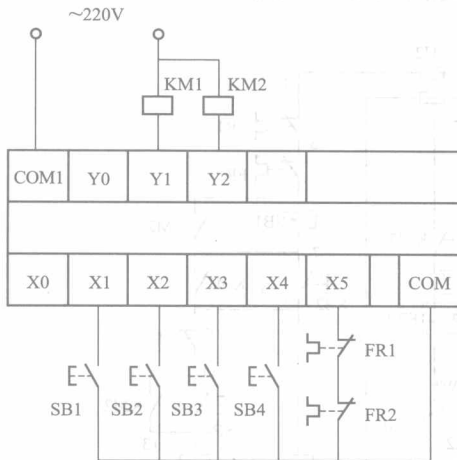 ~220V
KM1 KM2
COM1 Y0 Y1 Y2
X0 X1 X2 X3 X4 X5 COM
FR1
SB1 SB2 SB3 SB4
FR2